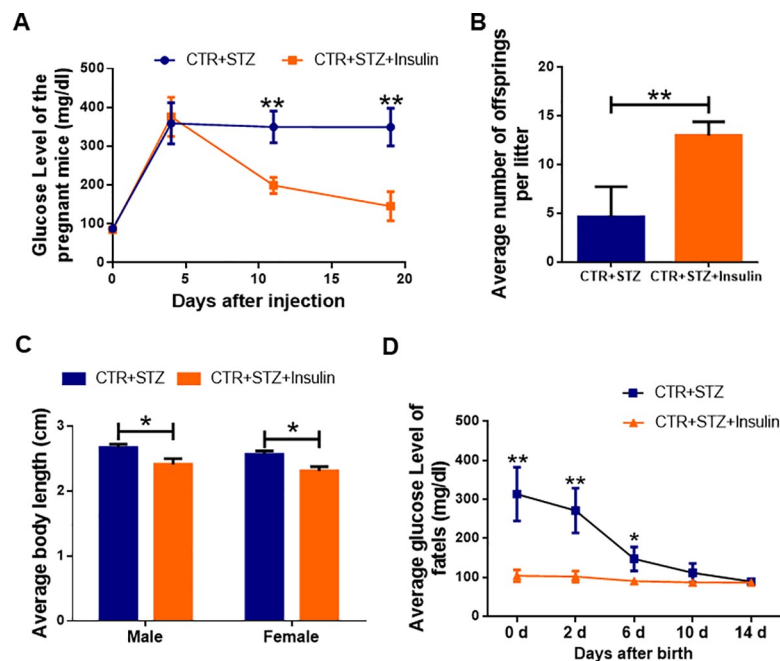 A
CTR+STZ
CTR+STZ+Insulin
Glucose Level of the
pregnant mice (mg/dl)
500
400
300
200
100
0
** **
0 5 10 15 20
Days after injection
B
Average number of offsprings
per litter
20
15
10
5
0
**
CTR+STZ CTR+STZ+Insulin
C
CTR+STZ CTR+STZ+Insulin
Average body length (cm)
3
2
1
0
* *
Male Female
D
CTR+STZ
CTR+STZ+Insulin
Average glucose Level of
fatels (mg/dl)
500
400
300
200
100
0
** ** *
0 d 2 d 6 d 10 d 14 d
Days after birth